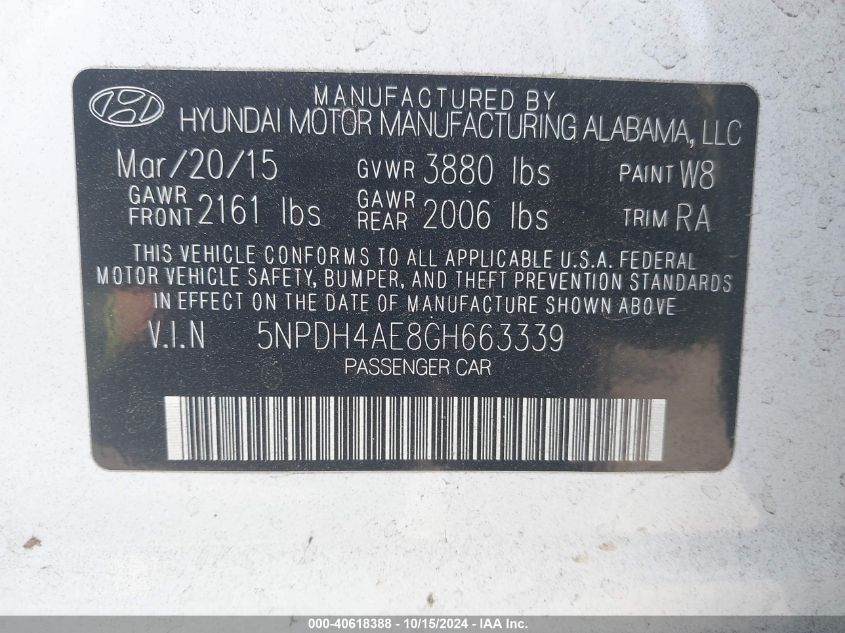 MANUFACTURED BY
HYUNDAI MOTOR MANUFACTURING ALABAMA, LLC
Mar/20/15 GVWR 3880 lbs PAINT W8
GAWR FRONT 2161 lbs GAWR REAR 2006 lbs TRIM RA
THIS VEHICLE CONFORMS TO ALL APPLICABLE U.S.A. FEDERAL
MOTOR VEHICLE SAFETY, BUMPER, AND THEFT PREVENTION STANDARDS
IN EFFECT ON THE DATE OF MANUFACTURE SHOWN ABOVE
V.I.N 5NPDH4AE8GH663339
PASSENGER CAR
000-40618388 - 10/15/2024 - IAA Inc.